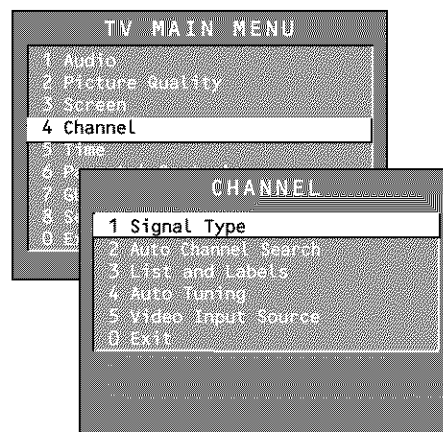 TV MAIN MENU
1 Audio
2 Picture Quality
3 Screen
4 Channel
5 Time
6
7
8
0
CHANNEL
1 Signal Type
2 Auto Channel Search
3 List and Labels
4 Auto Tuning
5 Video Input Source
0 Exit